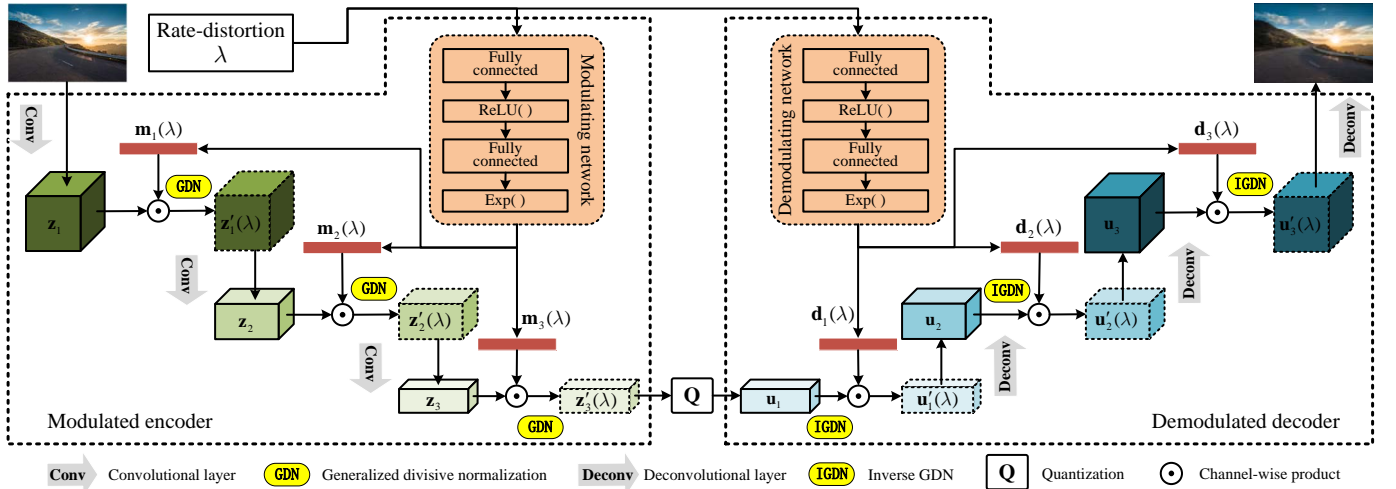 Rate-distortion
λ
Fully
connected
ReLU( )
Fully
connected
Exp( )
Modulating network
Demodulating network
Fully
connected
ReLU( )
Fully
connected
Exp( )
Conv
m₁(λ)
GDN
z₁
z′₁(λ)
m₂(λ)
Conv
GDN
z₂
z′₂(λ)
m₃(λ)
Conv
z₃
z′₃(λ)
GDN
Q
d₁(λ)
u₁
u′₁(λ)
IGDN
Deconv
u₂
IGDN
d₂(λ)
u′₂(λ)
Deconv
u₃
d₃(λ)
IGDN
u′₃(λ)
Deconv
Modulated encoder
Demodulated decoder
Conv Convolutional layer GDN Generalized divisive normalization Deconv Deconvolutional layer IGDN Inverse GDN Q Quantization Channel-wise product